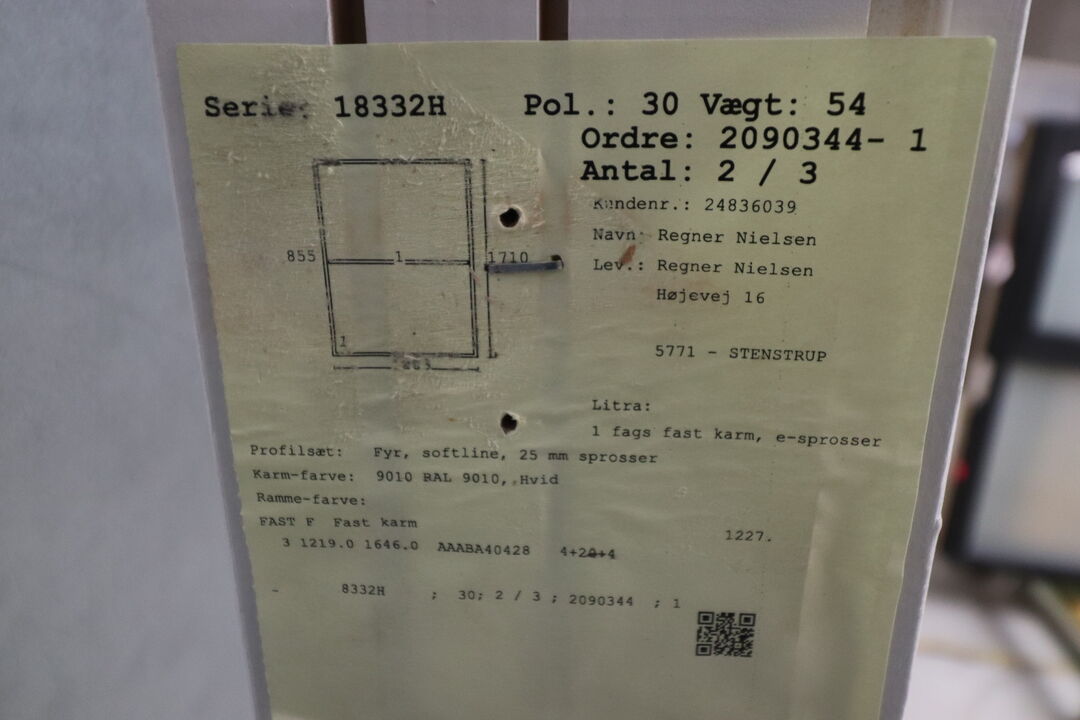 Serie: 18332H Pol.: 30 Vægt: 54
Ordre: 2090344- 1
Antal: 2 / 3
Kundenr.: 24836039
Navn: Regner Nielsen
Lev.: Regner Nielsen
Højevej 16
5771 - STENSTRUP
855
1
1710
1
Litra:
1 fags fast karm, e-sprosser
Profilsæt: Fyr, softline, 25 mm sprosser
Karm-farve: 9010 RAL 9010, Hvid
Ramme-farve:
FAST F Fast karm
1227.
3 1219.0 1646.0 AAABA40428 4+20+4
- 8332H ; 30; 2 / 3 ; 2090344 ; 1